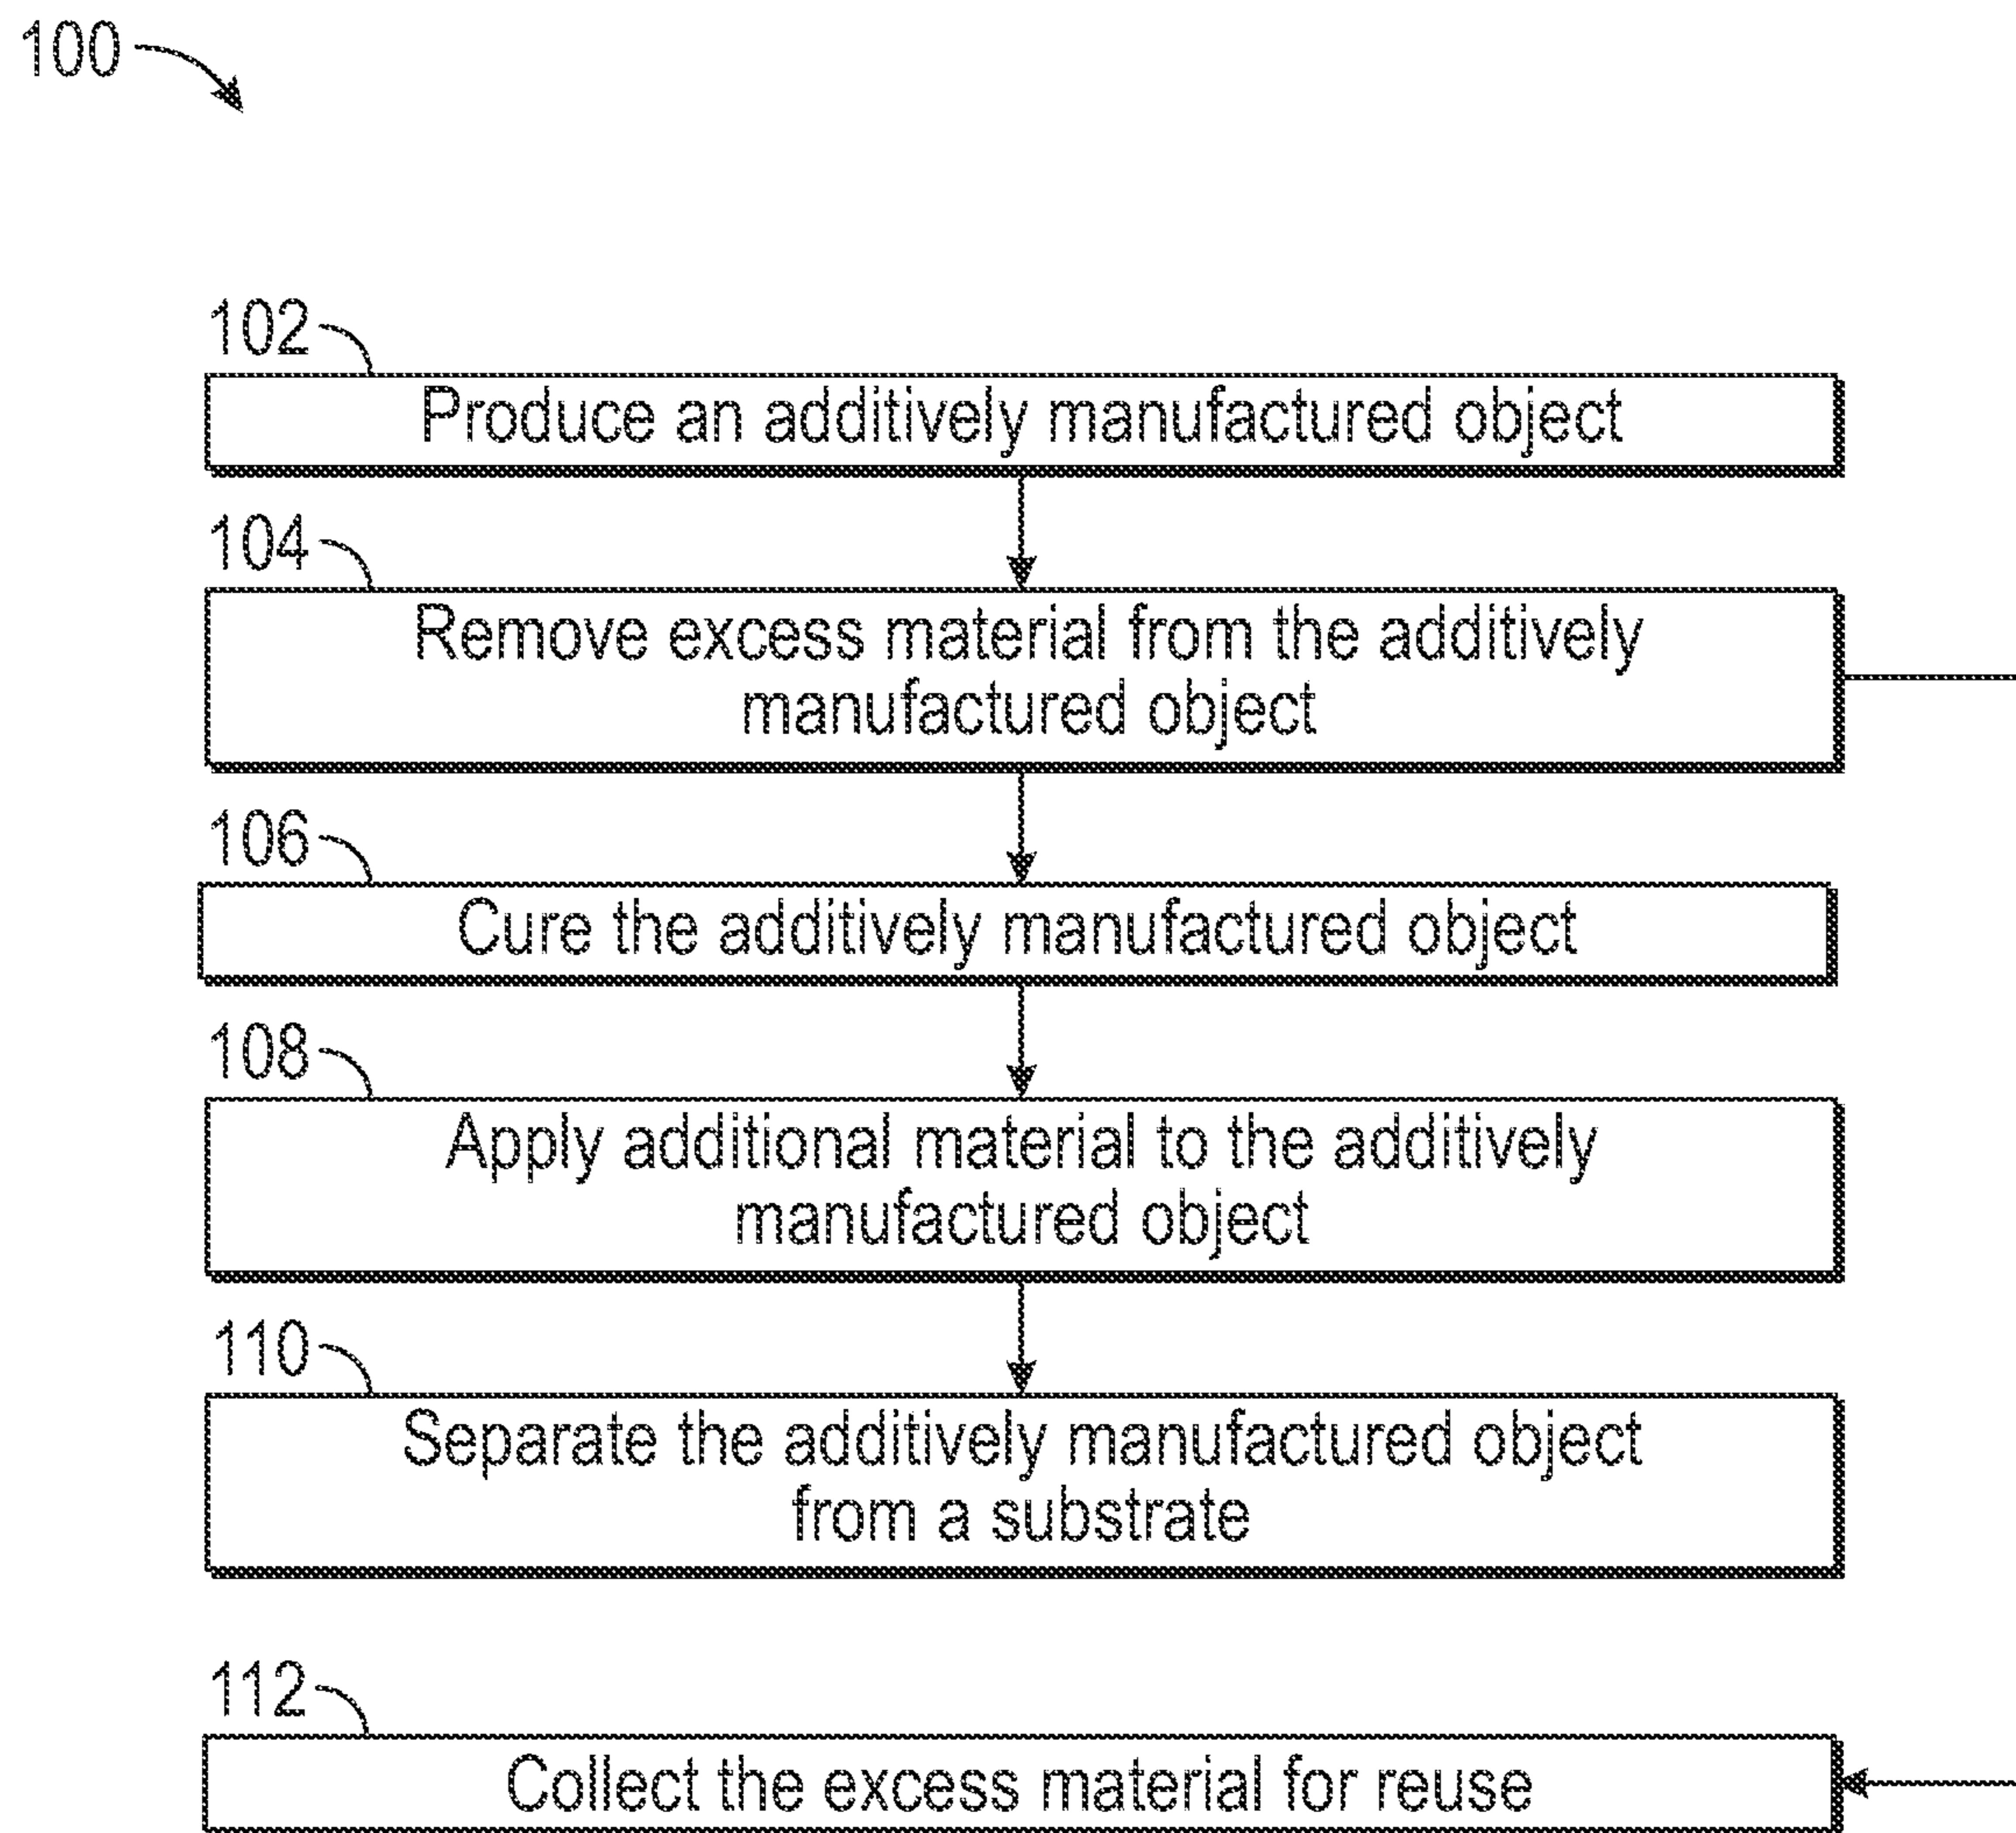 100
102
Produce an additively manufactured object
104
Remove excess material from the additively
manufactured object
106
Cure the additively manufactured object
108
Apply additional material to the additively
manufactured object
110
Separate the additively manufactured object
from a substrate
112
Collect the excess material for reuse